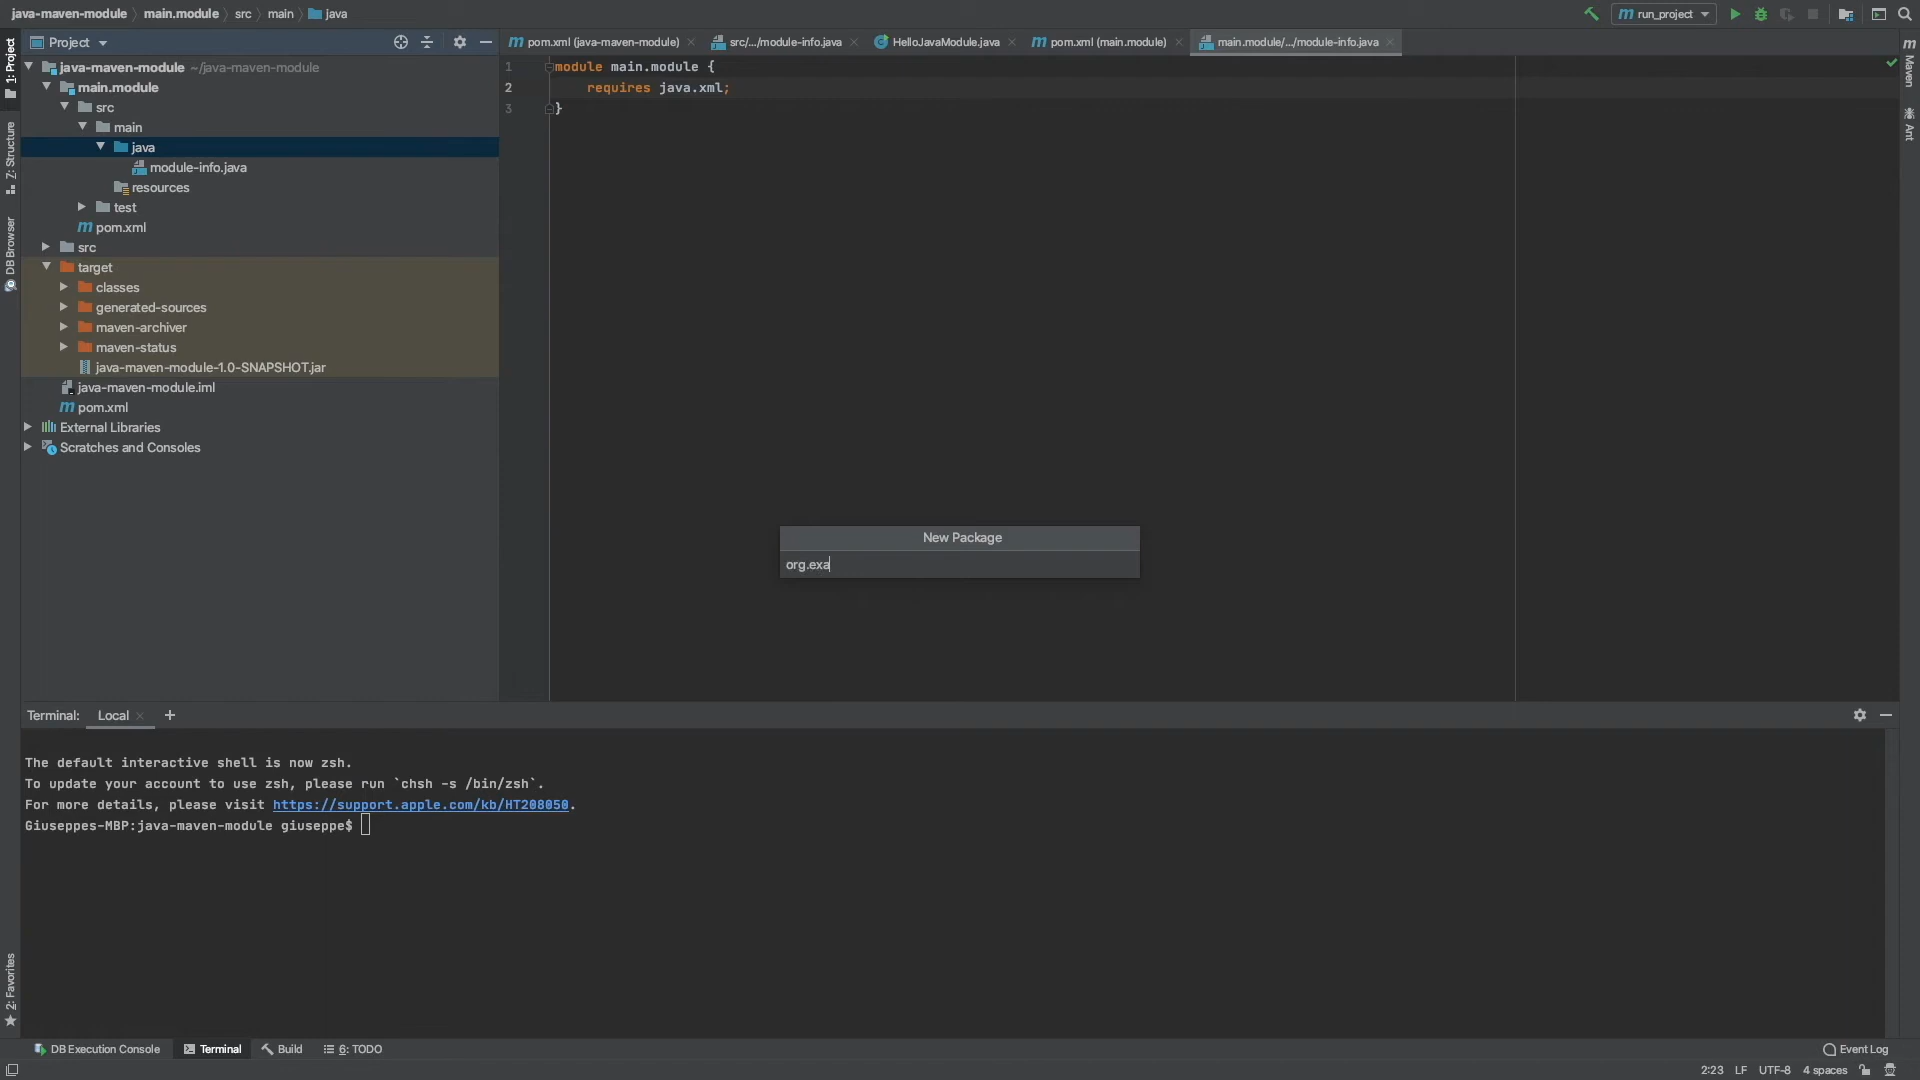 java-maven-module main.module src main java
run_project
1: Project
Z: Structure
DB Browser
2: Favorites
Project
java-maven-module ~/java-maven-module
main.module
src
main
java
module-info.java
resources
test
pom.xml
src
target
classes
generated-sources
maven-archiver
maven-status
java-maven-module-1.0-SNAPSHOT.jar
java-maven-module.iml
pom.xml
External Libraries
Scratches and Consoles
pom.xml (java-maven-module)
src/.../module-info.java
HelloJavaModule.java
pom.xml (main.module)
main.module/.../module-info.java
1 module main.module {
2 requires java.xml;
3 }
Maven
Ant
New Package
org.exa
Terminal: Local +
The default interactive shell is now zsh.
To update your account to use zsh, please run `chsh -s /bin/zsh`.
For more details, please visit https://support.apple.com/kb/HT208050.
Giuseppes-MBP:java-maven-module giuseppe$
DB Execution Console Terminal Build 6: TODO
Event Log
2:23 LF UTF-8 4 spaces